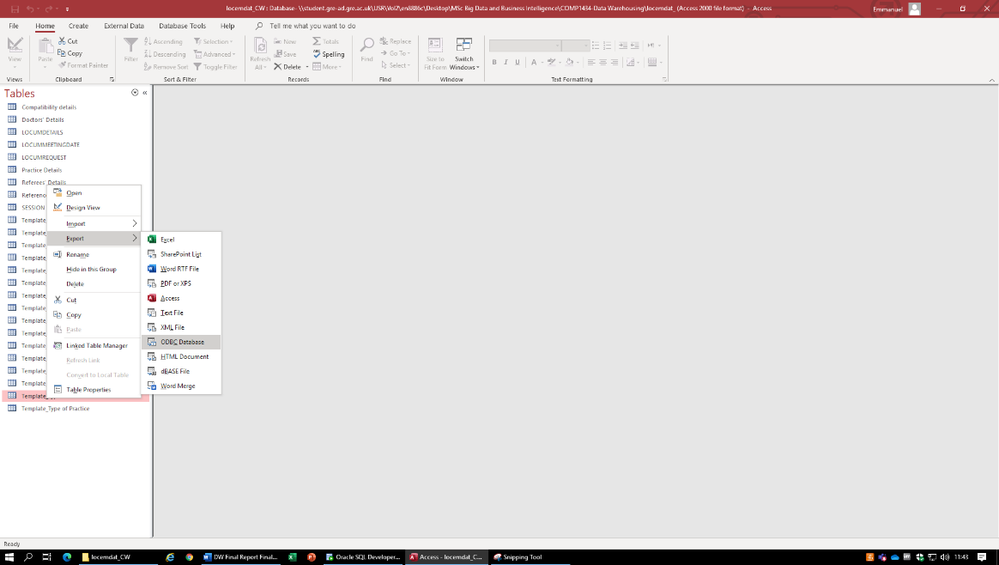 locemdat_CW : Database- \\student.gre-ad.gre.ac.uk\USR\Vol2\en8886c\Desktop\MSc Big Data and Business Intelligence\COMP1434-Data Warehousing\locemdat_ (Access 2000 file format) - Access
Emmanuel
File Home Create External Data Database Tools Help Tell me what you want to do
View
Views
Paste
Cut
Copy
Format Painter
Clipboard
Filter
Ascending
Descending
Remove Sort
Selection
Advanced
Toggle Filter
Sort & Filter
Refresh
All
New
Save
Delete
Totals
Spelling
More
Records
Find
Replace
Go To
Select
Find
Size to
Fit Form
Switch
Windows
Window
B I U A
Text Formatting
Tables
Compatibility details
Doctors' Details
LOCUMDETAILS
LOCUMMEETINGDATE
LOCUMREQUEST
Practice Details
Referees' Details
Referenc
SESSION
Template
Template_
Template
Template
Template
Template
Template
Template
Template
Template
Template
Template
Template
Template
Template_
Template_Type of Practice
Open
Design View
Import
Export
Rename
Hide in this Group
Delete
Cut
Copy
Paste
Linked Table Manager
Refresh Link
Convert to Local Table
Table Properties
Excel
SharePoint List
Word RTF File
PDF or XPS
Access
Text File
XML File
ODBC Database
HTML Document
dBASE File
Word Merge
Ready
locemdat_CW
DW Final Report Final...
Oracle SQL Developer...
Access - locemdat_C...
Snipping Tool
11:43